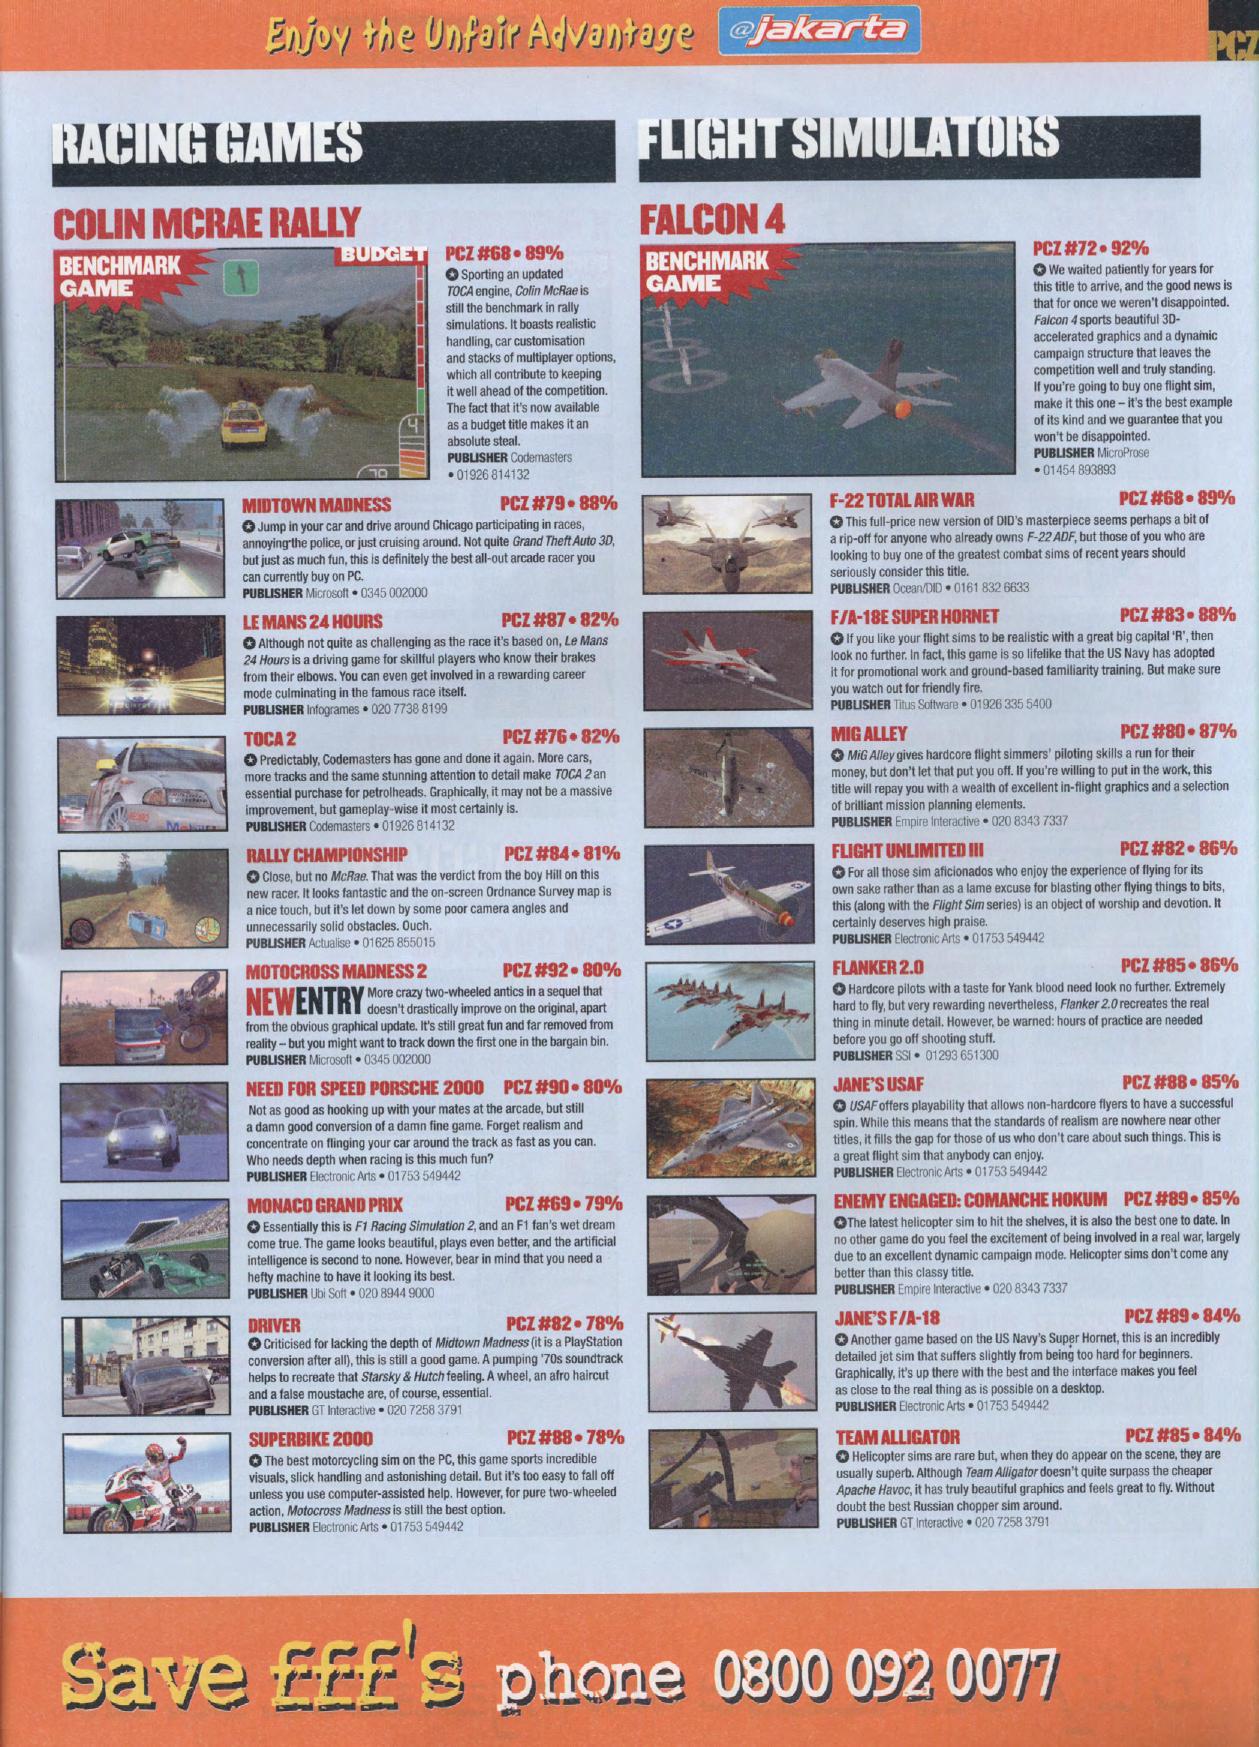 Enjoy the Unfair Advantage
@jakarta
PCZ
RACING GAMES
COLIN MCRAE RALLY
BENCHMARK
GAME
BUDGET
PCZ #68 • 89%
Sporting an updated
TOCA engine, Colin McRae is
still the benchmark in rally
simulations. It boasts realistic
handling, car customisation
and stacks of multiplayer options,
which all contribute to keeping
it well ahead of the competition.
The fact that it's now available
as a budget title makes it an
absolute steal.
PUBLISHER Codemasters
• 01926 814132
MIDTOWN MADNESS PCZ #79 • 88%
Jump in your car and drive around Chicago participating in races,
annoying the police, or just cruising around. Not quite Grand Theft Auto 3D,
but just as much fun, this is definitely the best all-out arcade racer you
can currently buy on PC.
PUBLISHER Microsoft • 0345 002000
LE MANS 24 HOURS PCZ #87 • 82%
Although not quite as challenging as the race it's based on, Le Mans
24 Hours is a driving game for skillful players who know their brakes
from their elbows. You can even get involved in a rewarding career
mode culminating in the famous race itself.
PUBLISHER Infogrames • 020 7738 8199
TOCA 2 PCZ #76 • 82%
Predictably, Codemasters has gone and done it again. More cars,
more tracks and the same stunning attention to detail make TOCA 2 an
essential purchase for petrolheads. Graphically, it may not be a massive
improvement, but gameplay-wise it most certainly is.
PUBLISHER Codemasters • 01926 814132
RALLY CHAMPIONSHIP PCZ #84 • 81%
Close, but no McRae. That was the verdict from the boy Hill on this
new racer. It looks fantastic and the on-screen Ordnance Survey map is
a nice touch, but it's let down by some poor camera angles and
unnecessarily solid obstacles. Ouch.
PUBLISHER Actualise • 01625 855015
MOTOCROSS MADNESS 2 PCZ #92 • 80%
NEW ENTRY More crazy two-wheeled antics in a sequel that
doesn't drastically improve on the original, apart
from the obvious graphical update. It's still great fun and far removed from
reality – but you might want to track down the first one in the bargain bin.
PUBLISHER Microsoft • 0345 002000
NEED FOR SPEED PORSCHE 2000 PCZ #90 • 80%
Not as good as hooking up with your mates at the arcade, but still
a damn good conversion of a damn fine game. Forget realism and
concentrate on flinging your car around the track as fast as you can.
Who needs depth when racing is this much fun?
PUBLISHER Electronic Arts • 01753 549442
MONACO GRAND PRIX PCZ #69 • 79%
Essentially this is F1 Racing Simulation 2, and an F1 fan's wet dream
come true. The game looks beautiful, plays even better, and the artificial
intelligence is second to none. However, bear in mind that you need a
hefty machine to have it looking its best.
PUBLISHER Ubi Soft • 020 8944 9000
DRIVER PCZ #82 • 78%
Criticised for lacking the depth of Midtown Madness (it is a PlayStation
conversion after all), this is still a good game. A pumping '70s soundtrack
helps to recreate that Starsky & Hutch feeling. A wheel, an afro haircut
and a false moustache are, of course, essential.
PUBLISHER GT Interactive • 020 7258 3791
SUPERBIKE 2000 PCZ #88 • 78%
The best motorcycling sim on the PC, this game sports incredible
visuals, slick handling and astonishing detail. But it's too easy to fall off
unless you use computer-assisted help. However, for pure two-wheeled
action, Motocross Madness is still the best option.
PUBLISHER Electronic Arts • 01753 549442
FLIGHT SIMULATORS
FALCON 4
BENCHMARK
GAME
PCZ #72 • 92%
We waited patiently for years for
this title to arrive, and the good news is
that for once we weren't disappointed.
Falcon 4 sports beautiful 3D-
accelerated graphics and a dynamic
campaign structure that leaves the
competition well and truly standing.
If you're going to buy one flight sim,
make it this one – it's the best example
of its kind and we guarantee that you
won't be disappointed.
PUBLISHER MicroProse
• 01454 893893
F-22 TOTAL AIR WAR PCZ #68 • 89%
This full-price new version of DID's masterpiece seems perhaps a bit of
a rip-off for anyone who already owns F-22 ADF, but those of you who are
looking to buy one of the greatest combat sims of recent years should
seriously consider this title.
PUBLISHER Ocean/DID • 0161 832 6633
F/A-18E SUPER HORNET PCZ #83 • 88%
If you like your flight sims to be realistic with a great big capital 'R', then
look no further. In fact, this game is so lifelike that the US Navy has adopted
it for promotional work and ground-based familiarity training. But make sure
you watch out for friendly fire.
PUBLISHER Titus Software • 01926 335 5400
MIG ALLEY PCZ #80 • 87%
MiG Alley gives hardcore flight simmers' piloting skills a run for their
money, but don't let that put you off. If you're willing to put in the work, this
title will repay you with a wealth of excellent in-flight graphics and a selection
of brilliant mission planning elements.
PUBLISHER Empire Interactive • 020 8343 7337
FLIGHT UNLIMITED III PCZ #82 • 86%
For all those sim aficionados who enjoy the experience of flying for its
own sake rather than as a lame excuse for blasting other flying things to bits,
this (along with the Flight Sim series) is an object of worship and devotion. It
certainly deserves high praise.
PUBLISHER Electronic Arts • 01753 549442
FLANKER 2.0 PCZ #85 • 86%
Hardcore pilots with a taste for Yank blood need look no further. Extremely
hard to fly, but very rewarding nevertheless, Flanker 2.0 recreates the real
thing in minute detail. However, be warned: hours of practice are needed
before you go off shooting stuff.
PUBLISHER SSI • 01293 651300
JANE'S USAF PCZ #88 • 85%
USAF offers playability that allows non-hardcore flyers to have a successful
spin. While this means that the standards of realism are nowhere near other
titles, it fills the gap for those of us who don't care about such things. This is
a great flight sim that anybody can enjoy.
PUBLISHER Electronic Arts • 01753 549442
ENEMY ENGAGED: COMANCHE HOKUM PCZ #89 • 85%
The latest helicopter sim to hit the shelves, it is also the best one to date. In
no other game do you feel the excitement of being involved in a real war, largely
due to an excellent dynamic campaign mode. Helicopter sims don't come any
better than this classy title.
PUBLISHER Empire Interactive • 020 8343 7337
JANE'S F/A-18 PCZ #89 • 84%
Another game based on the US Navy's Super Hornet, this is an incredibly
detailed jet sim that suffers slightly from being too hard for beginners.
Graphically, it's up there with the best and the interface makes you feel
as close to the real thing as is possible on a desktop.
PUBLISHER Electronic Arts • 01753 549442
TEAM ALLIGATOR PCZ #85 • 84%
Helicopter sims are rare but, when they do appear on the scene, they are
usually superb. Although Team Alligator doesn't quite surpass the cheaper
Apache Havoc, it has truly beautiful graphics and feels great to fly. Without
doubt the best Russian chopper sim around.
PUBLISHER GT Interactive • 020 7258 3791
Save £££'s phone 0800 092 0077